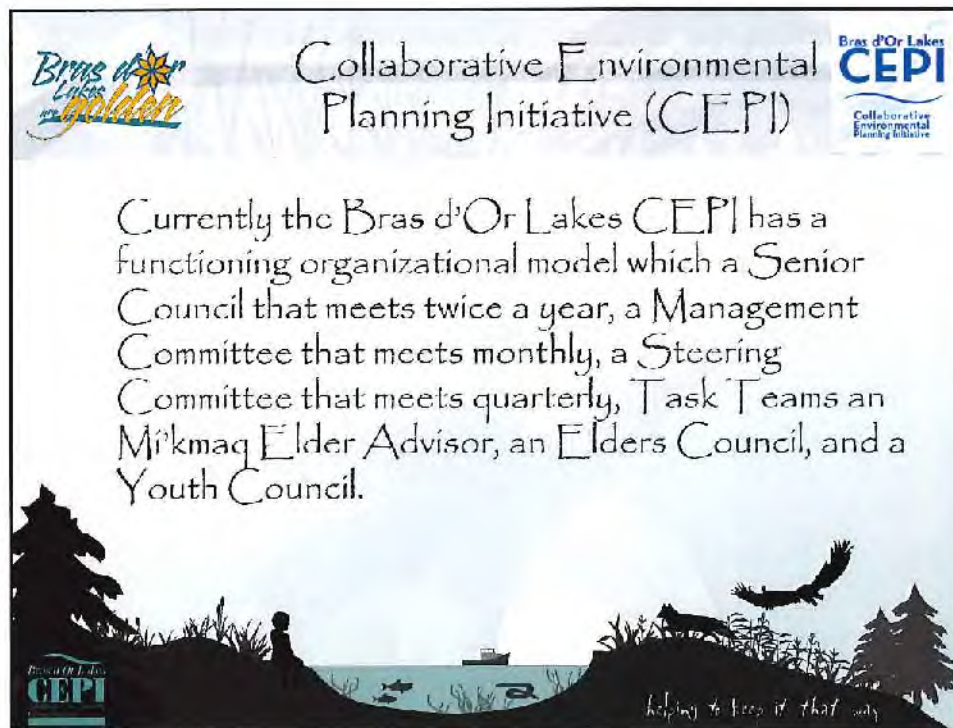 Bras d'Or
Lakes
golden
Collaborative Environmental
Planning Initiative (CEPI)
Bras d'Or Lakes
CEPI
Collaborative
Environmental
Planning Initiative
Currently the Bras d'Or Lakes CEPI has a
functioning organizational model which a Senior
Council that meets twice a year, a Management
Committee that meets monthly, a Steering
Committee that meets quarterly, Task Teams an
Mi'kmaq Elder Advisor, an Elders Council, and a
Youth Council.
Bras d'Or Lakes
CEPI
helping to keep it that way